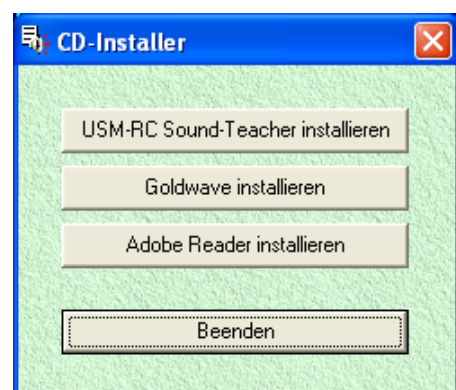 CD-Installer
USM-RC Sound-Teacher installieren
Goldwave installieren
Adobe Reader installieren
Beenden